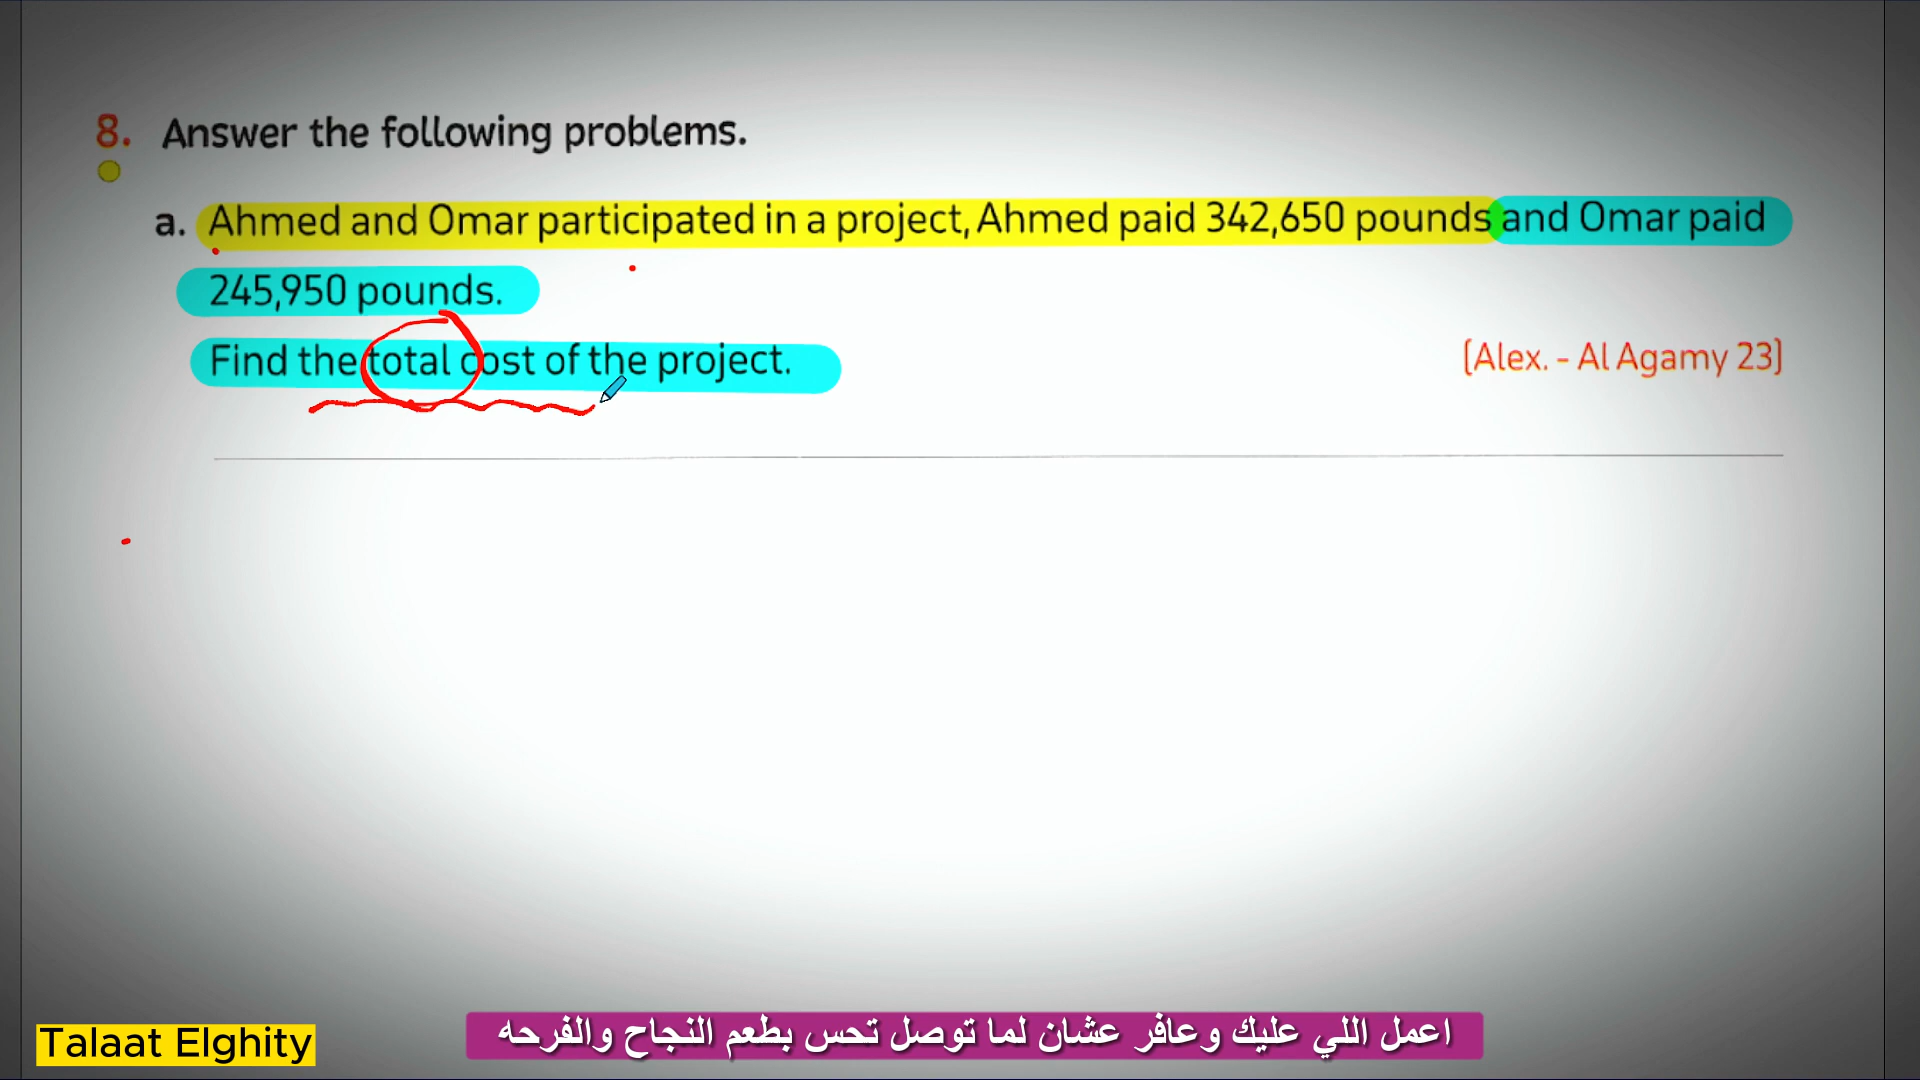 8. Answer the following problems.
a. Ahmed and Omar participated in a project, Ahmed paid 342,650 pounds and Omar paid
245,950 pounds.
Find the total cost of the project.
(Alex. - Al Agamy 23)
Talaat Elghity
اعمل اللي عليك وعافر عشان لما توصل تحس بطعم النجاح والفرحه